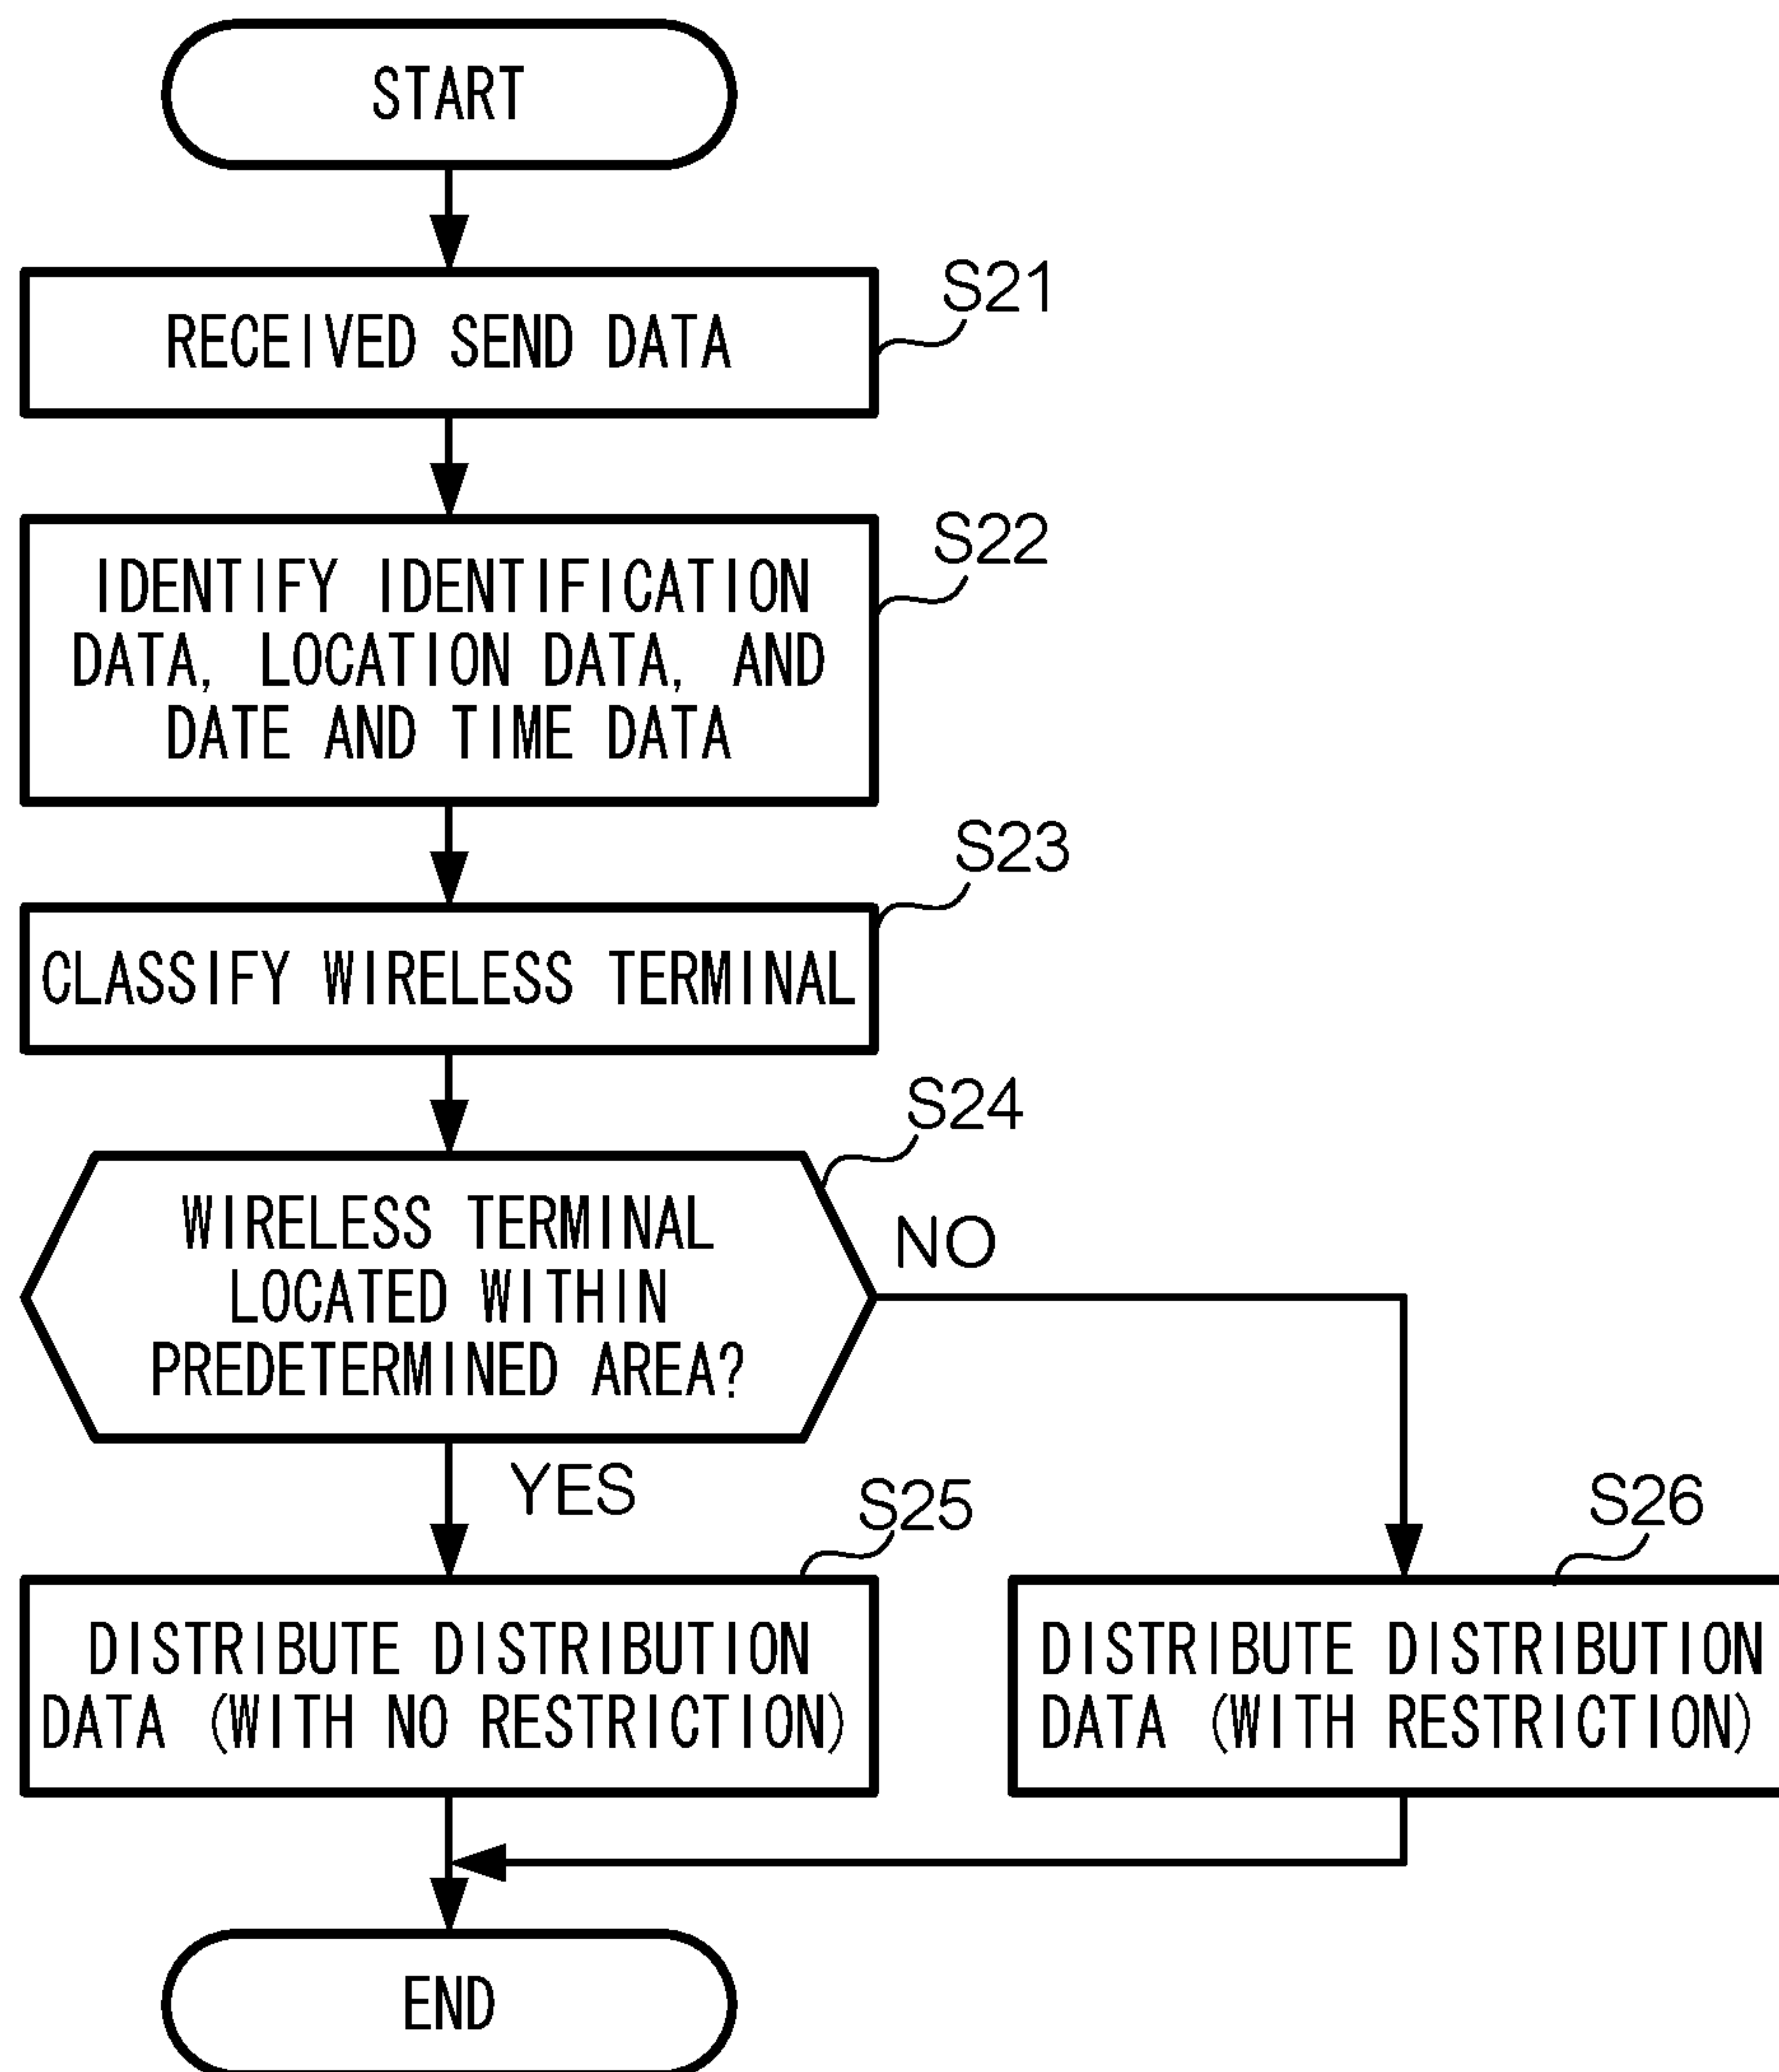 START
S21
RECEIVED SEND DATA
S22
IDENTIFY IDENTIFICATION
DATA, LOCATION DATA, AND
DATE AND TIME DATA
S23
CLASSIFY WIRELESS TERMINAL
S24
WIRELESS TERMINAL
LOCATED WITHIN
PREDETERMINED AREA?
NO
YES
S25
DISTRIBUTE DISTRIBUTION
DATA (WITH NO RESTRICTION)
S26
DISTRIBUTE DISTRIBUTION
DATA (WITH RESTRICTION)
END